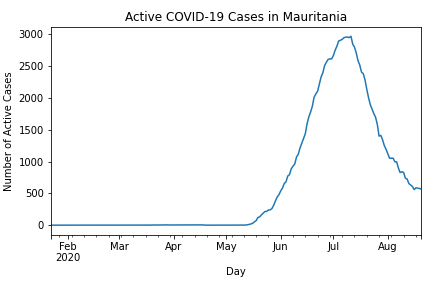 Active COVID-19 Cases in Mauritania
Number of Active Cases
3000
2500
2000
1500
1000
500
0
Feb Mar Apr May Jun Jul Aug
2020
Day